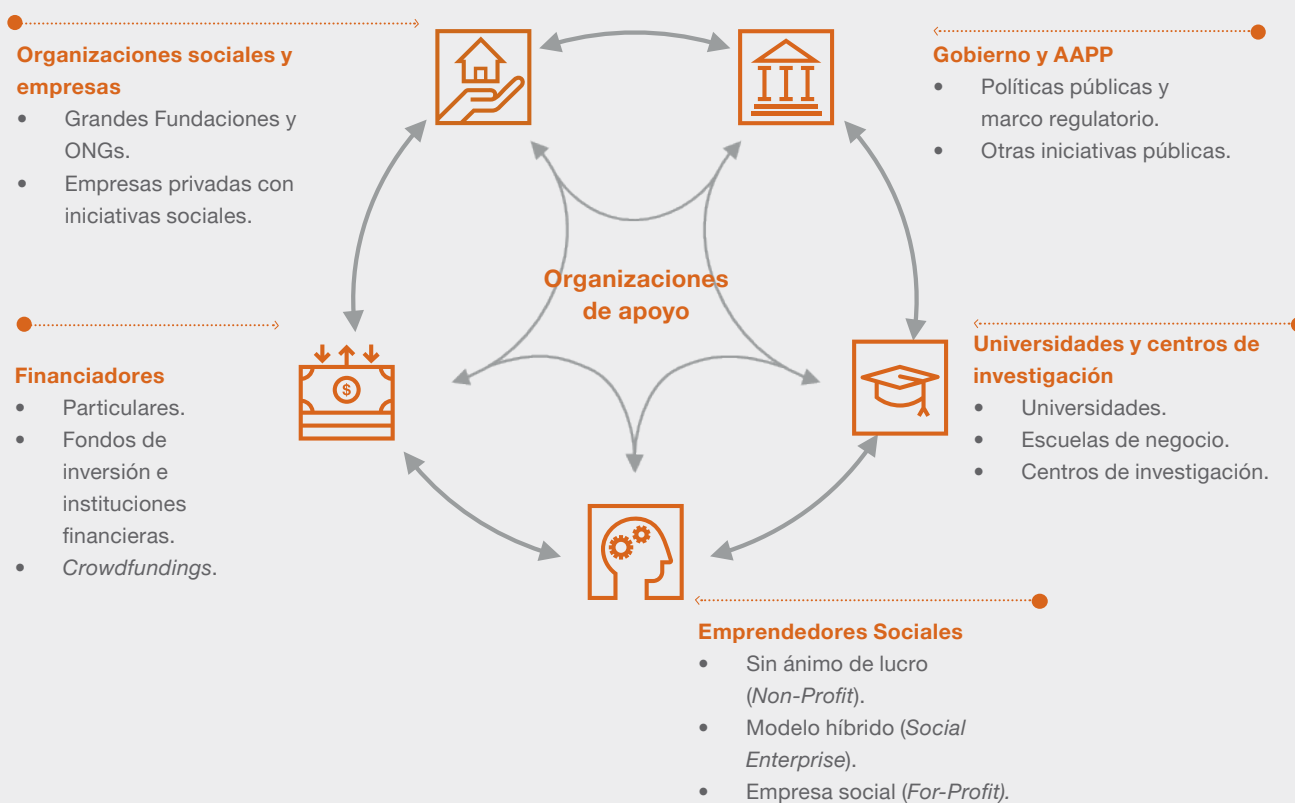 Organizaciones sociales y
empresas
• Grandes Fundaciones y
ONGs.
• Empresas privadas con
iniciativas sociales.
Gobierno y AAPP
• Políticas públicas y
marco regulatorio.
• Otras iniciativas públicas.
Organizaciones
de apoyo
Financiadores
• Particulares.
• Fondos de
inversión e
instituciones
financieras.
• Crowdfundings.
$
Universidades y centros de
investigación
• Universidades.
• Escuelas de negocio.
• Centros de investigación.
Emprendedores Sociales
• Sin ánimo de lucro
(Non-Profit).
• Modelo híbrido (Social
Enterprise).
• Empresa social (For-Profit).